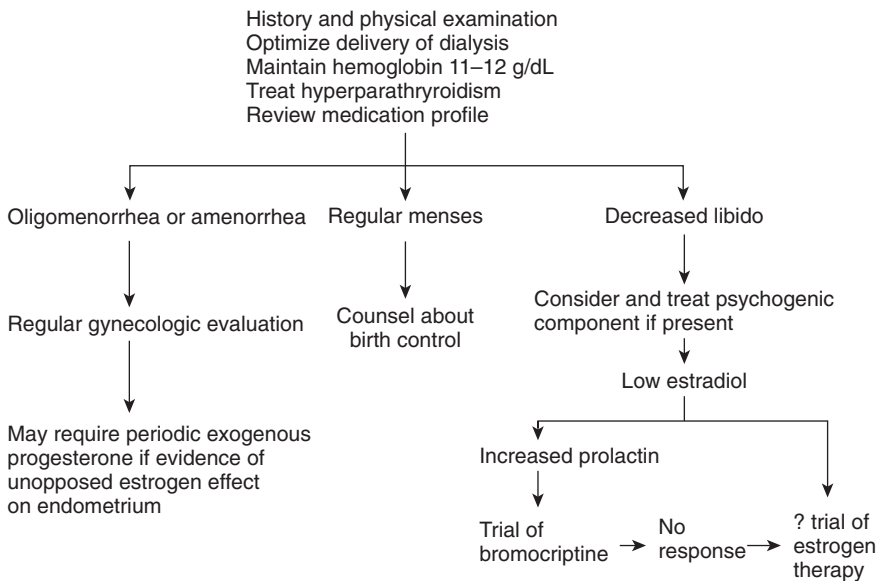 History and physical examination
Optimize delivery of dialysis
Maintain hemoglobin 11–12 g/dL
Treat hyperparathryroidism
Review medication profile
Oligomenorrhea or amenorrhea
Regular menses
Decreased libido
Regular gynecologic evaluation
Counsel about
birth control
Consider and treat psychogenic
component if present
Low estradiol
May require periodic exogenous
progesterone if evidence of
unopposed estrogen effect
on endometrium
Increased prolactin
Trial of
bromocriptine
No
response
? trial of
estrogen
therapy